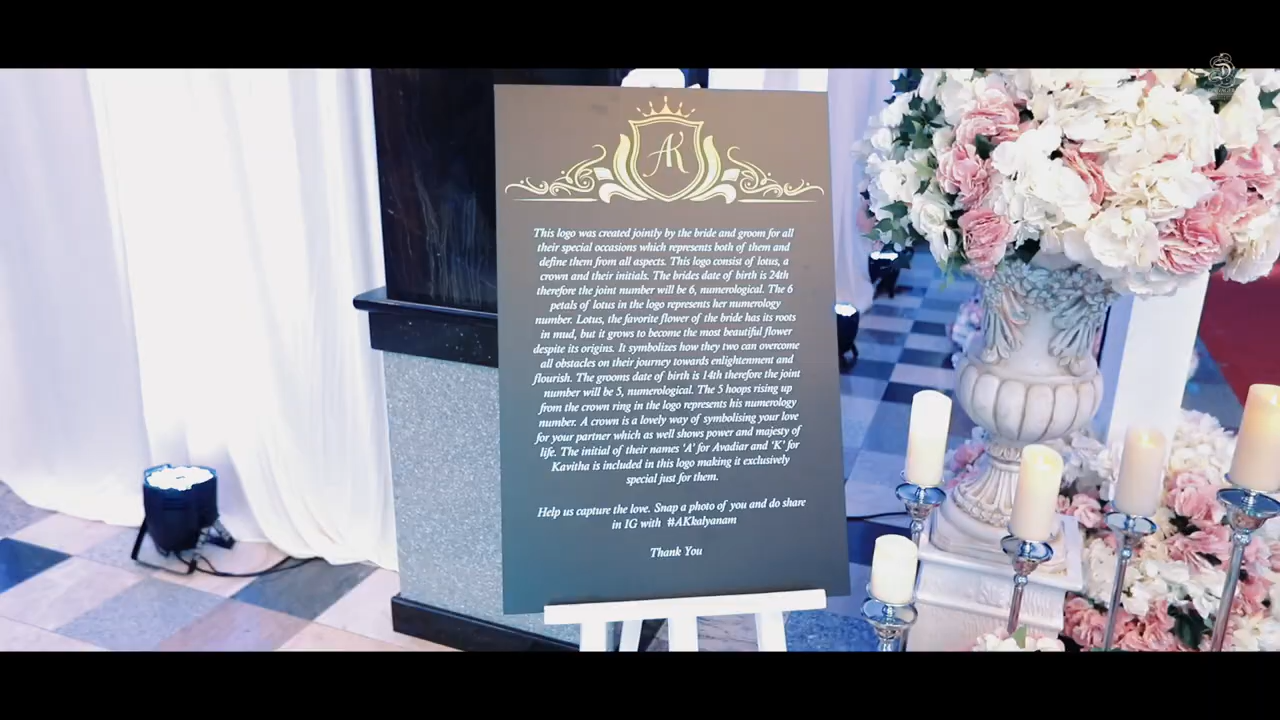 AK
This logo was created jointly by the bride and groom for all
their special occasions which represents both of them and
define them from all aspects. This logo consist of lotus, a
crown and their initials. The brides date of birth is 24th
therefore the joint number will be 6, numerological. The 6
petals of lotus in the logo represents her numerology
number. Lotus, the favorite flower of the bride has its roots
in mud, but it grows to become the most beautiful flower
despite its origins. It symbolizes how they two can overcome
all obstacles on their journey towards enlightenment and
flourish. The grooms date of birth is 14th therefore the joint
number will be 5, numerological. The 5 hoops rising up
from the crown ring in the logo represents his numerology
number. A crown is a lovely way of symbolising your love
for your partner which as well shows power and majesty of
life. The initial of their names 'A' for Avadiar and 'K' for
Kavitha is included in this logo making it exclusively
special just for them.
Help us capture the love. Snap a photo of you and do share
in IG with #AKkalyanam
Thank You